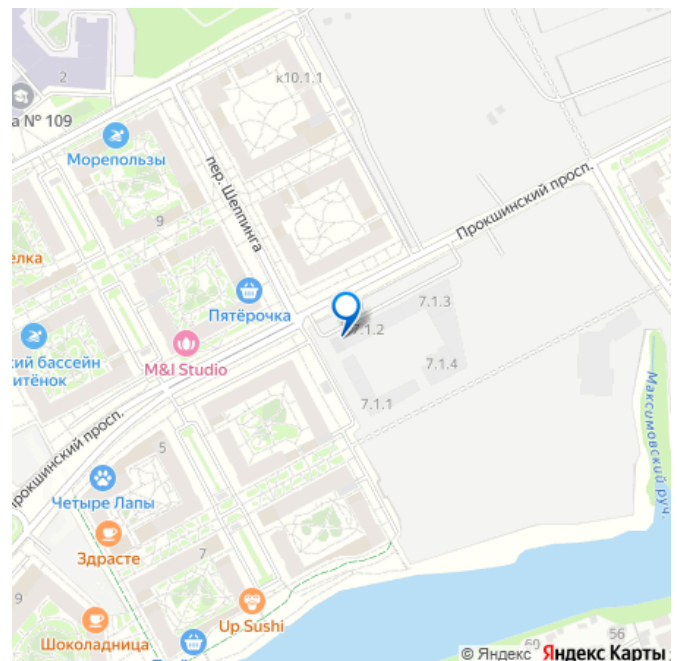 2
к10.1.1
а № 109
Морепользы
пер. Шеппинга
Прокшинский просп.
9
елка
Пятёрочка
7.1.3
7.1.2
кий бассейн
итёнок
M&I Studio
7.1.4
7.1.1
Максимовский руч.
прокшинский просп.
5
Четыре Лапы
Здрасте
7
9
Up Sushi
Шоколадница
56
© Яндекс Яндекс Карты